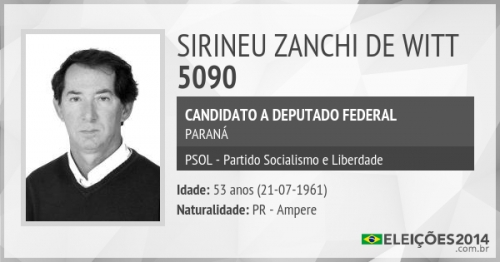 SIRINEU ZANCHI DE WITT
5090
CANDIDATO A DEPUTADO FEDERAL
PARANÁ
PSOL - Partido Socialismo e Liberdade
Idade: 53 anos (21-07-1961)
Naturalidade: PR - Ampere
ELEIÇÕES2014
.com.br